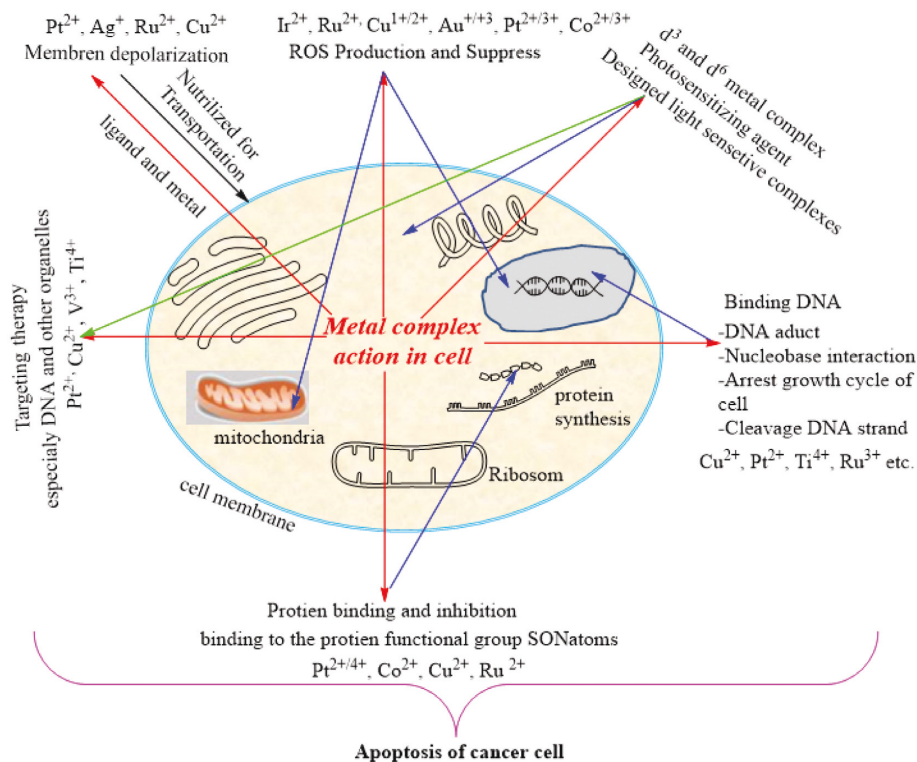 Pt²⁺, Ag⁺, Ru²⁺, Cu²⁺
Membren depolarization
Ir²⁺, Ru²⁺, Cu¹⁺/²⁺, Au⁺/⁺³, Pt²⁺/³⁺, Co²⁺/³⁺
ROS Production and Suppress
d³ and d⁶ metal complex
Photosensitizing agent
Designed light sensetive complexes
Nutrilized for
Transportation
ligand and metal
Targeting therapy
especialy DNA and other organelles
Pt²⁺, Cu²⁺, V³⁺, Ti⁴⁺
Metal complex
action in cell
mitochondria
protein
synthesis
Ribosom
cell membrane
Binding DNA
-DNA aduct
-Nucleobase interaction
-Arrest growth cycle of
cell
-Cleavage DNA strand
Cu²⁺, Pt²⁺, Ti⁴⁺, Ru³⁺ etc.
Protien binding and inhibition
binding to the protien functional group SONatoms
Pt²⁺/⁴⁺, Co²⁺, Cu²⁺, Ru ²⁺
Apoptosis of cancer cell